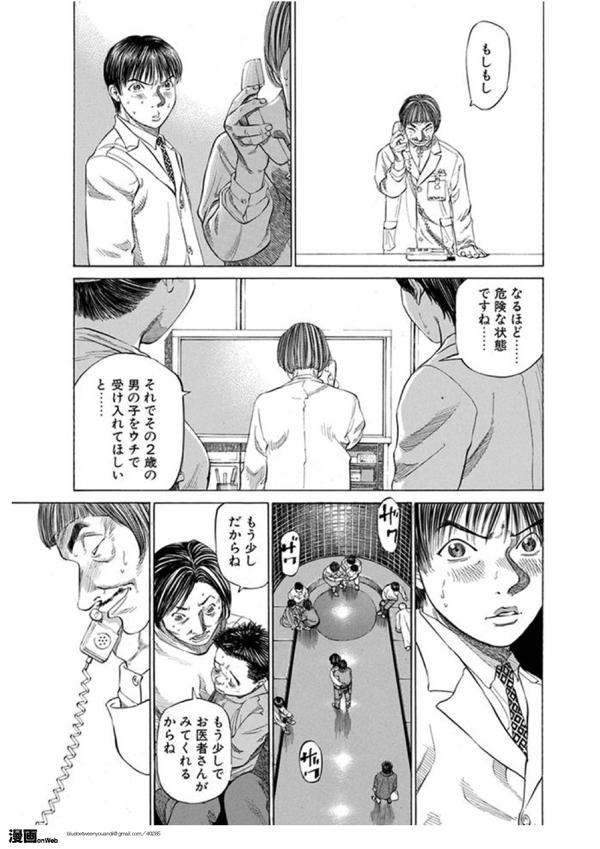 もしもし
なるほど……
危険な状態
ですね……
それでその２歳の
男の子をウチで
受け入れてほしい
と……
ザワ
ザワ
ザワ
もう少し
だからね
もう少しで
お医者さんが
みてくれる
からね
漫画onWeb
bluebetweenyouandi@gmail.com／40285